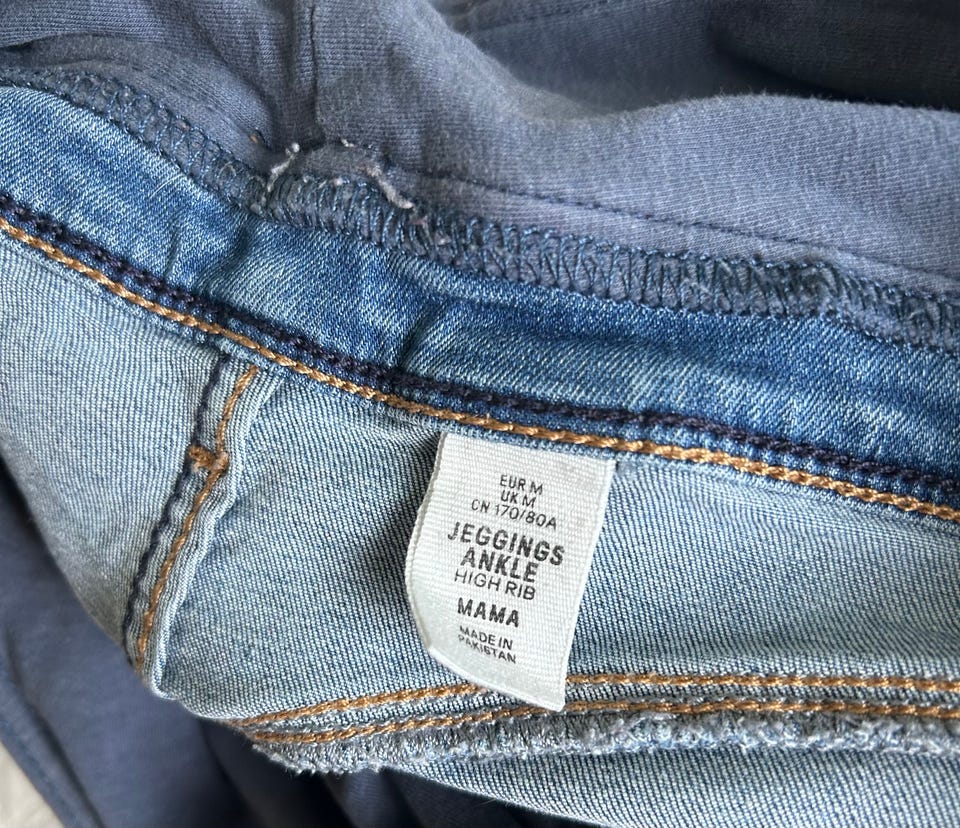 EUR M
UK M
CN 170/80A
JEGGINGS
ANKLE
HIGH RIB
MAMA
MADE IN
PAKISTAN